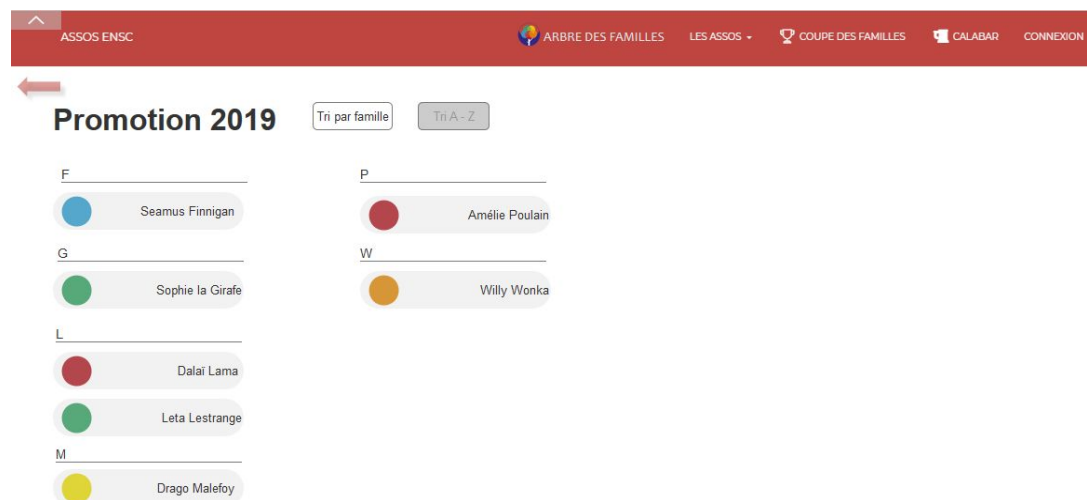 ASSOS ENSC ARBRE DES FAMILLES LES ASSOS COUPE DES FAMILLES CALABAR CONNEXION
Promotion 2019 Tri par famille Tri A - Z
F
Seamus Finnigan
G
Sophie la Girafe
L
Dalaï Lama
Leta Lestrange
M
Drago Malefoy
P
Amélie Poulain
W
Willy Wonka